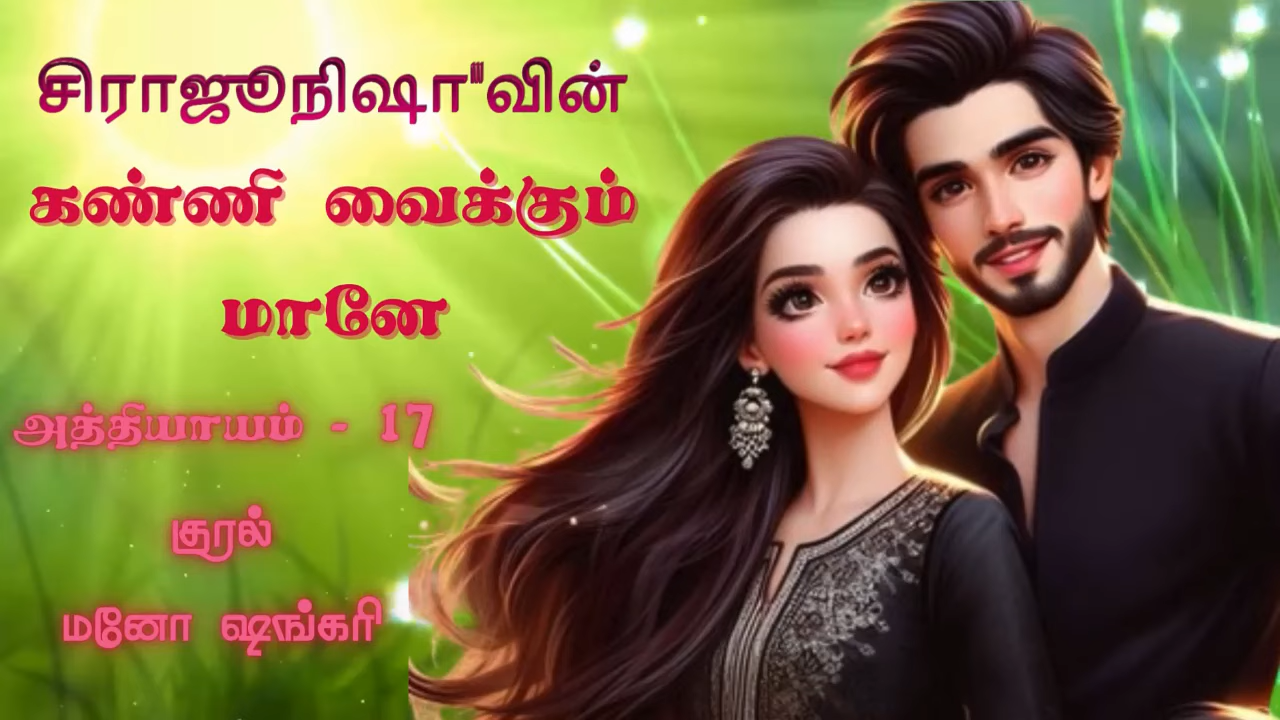 சிராஜூநிஷா"வின்
கண்ணி வைக்கும்
மானே
அத்தியாயம் - 17
குரல்
மனோ ஷங்கரி